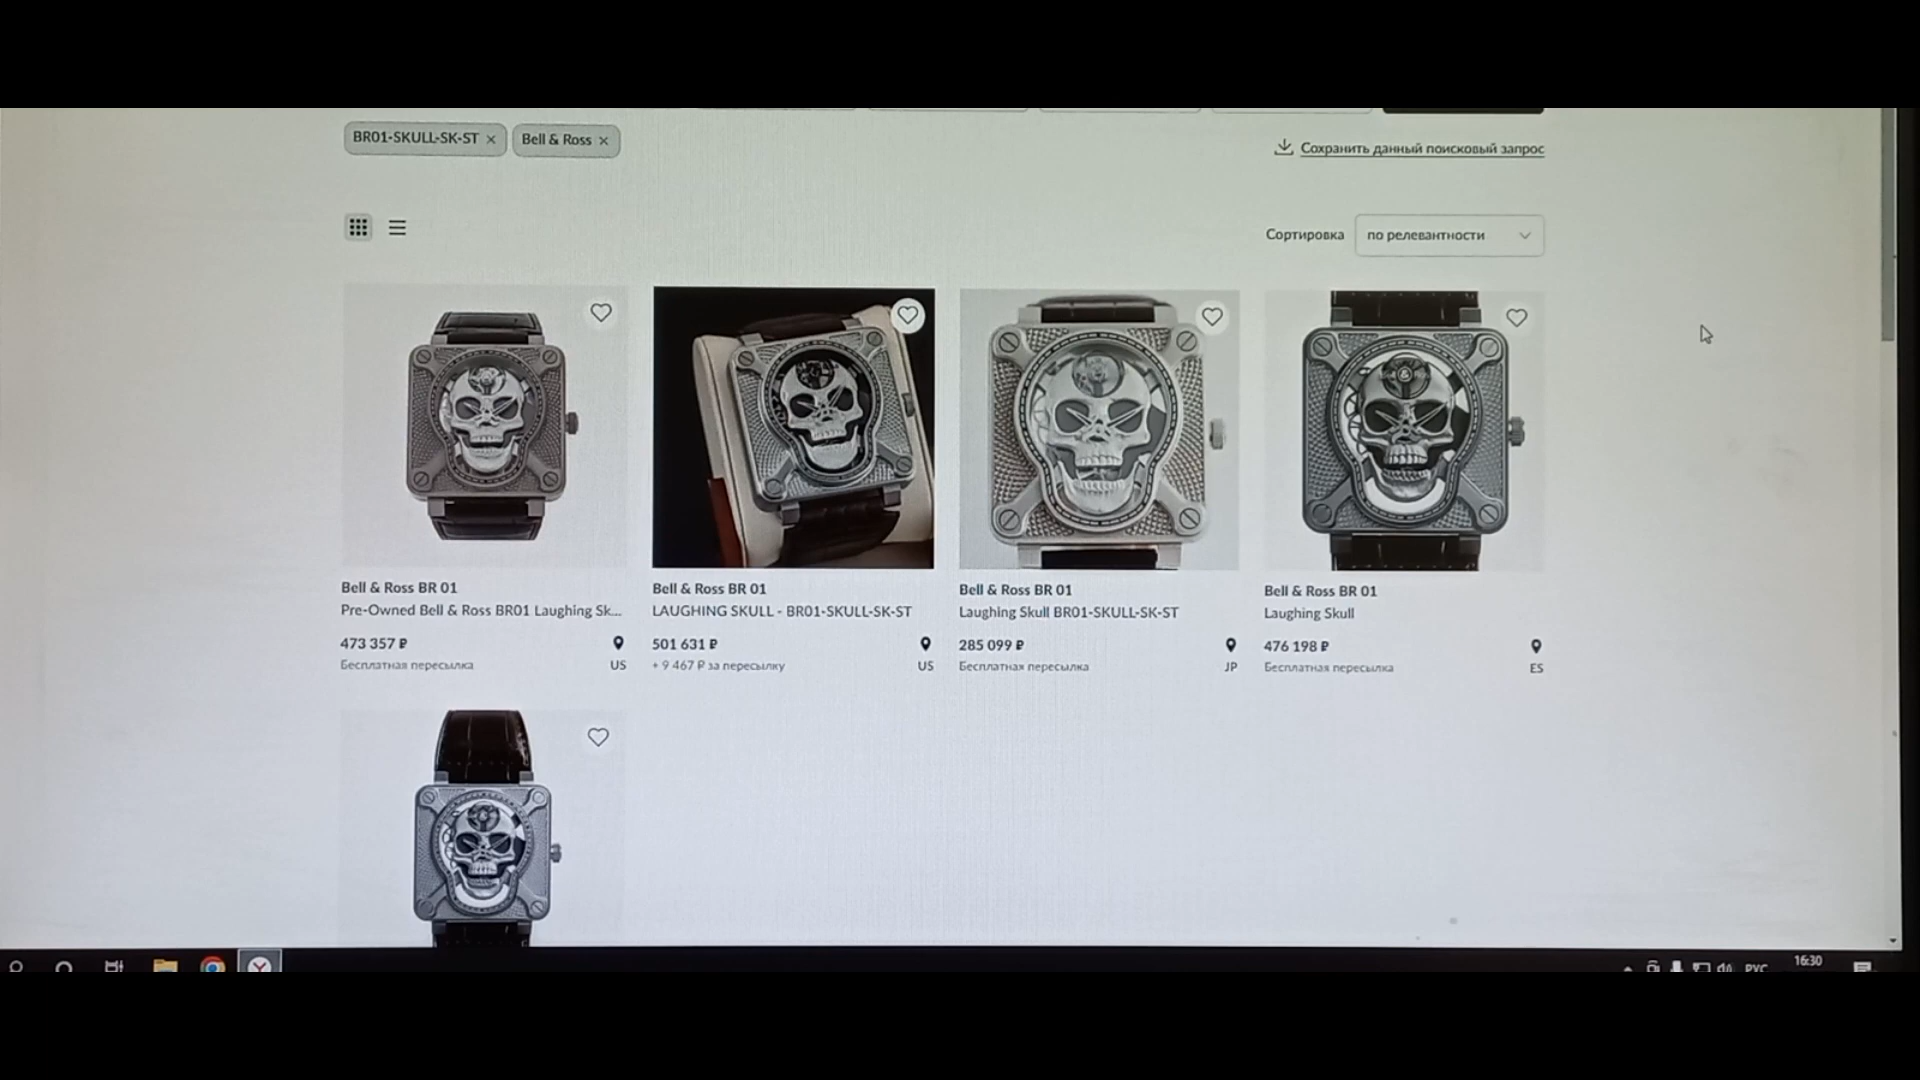 BR01-SKULL-SK-ST ×
Bell & Ross ×
Сохранить данный поисковый запрос
Сортировка
по релевантности
Bell & Ross BR 01
Pre-Owned Bell & Ross BR01 Laughing Sk...
473 357 ₽
Бесплатная пересылка
US
Bell & Ross BR 01
LAUGHING SKULL - BR01-SKULL-SK-ST
501 631 ₽
+ 9 467 ₽ за пересылку
US
Bell & Ross BR 01
Laughing Skull BR01-SKULL-SK-ST
285 099 ₽
Бесплатная пересылка
JP
Bell & Ross BR 01
Laughing Skull
476 198 ₽
Бесплатная пересылка
ES
РУС
16:30